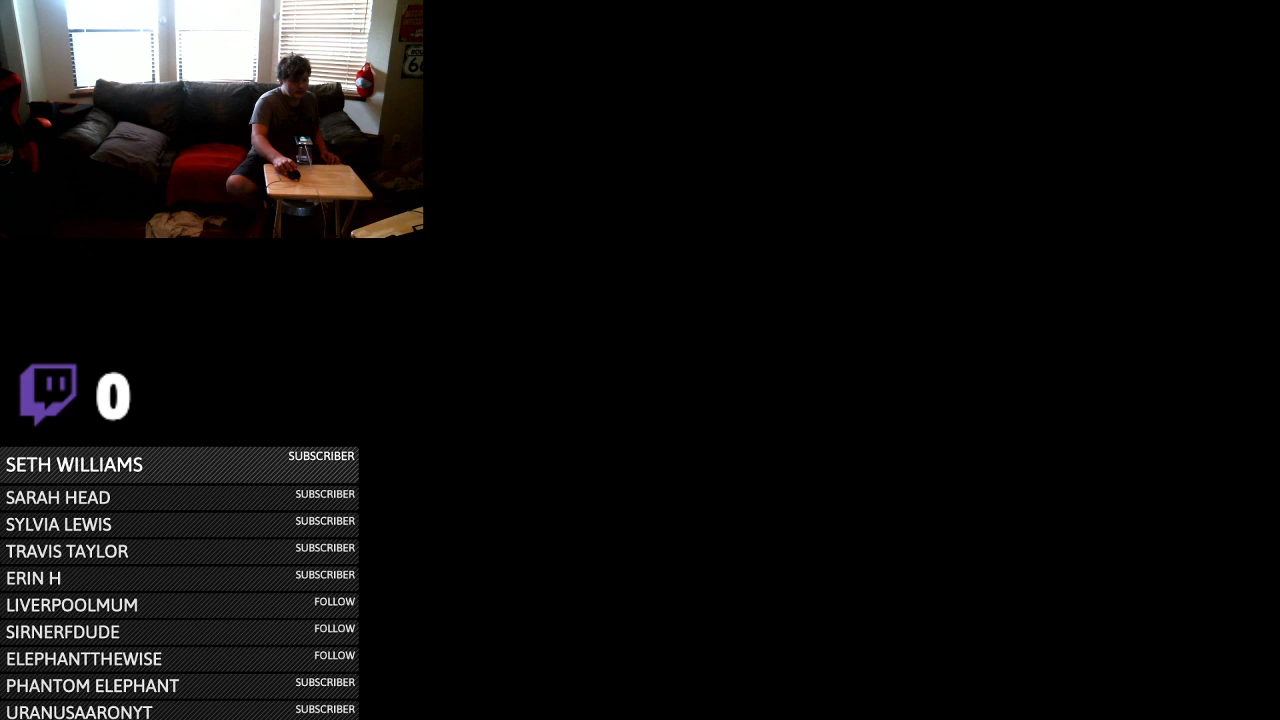 0
SETH WILLIAMS SUBSCRIBER
SARAH HEAD SUBSCRIBER
SYLVIA LEWIS SUBSCRIBER
TRAVIS TAYLOR SUBSCRIBER
ERIN H SUBSCRIBER
LIVERPOOLMUM FOLLOW
SIRNERFDUDE FOLLOW
ELEPHANTTHEWISE FOLLOW
PHANTOM ELEPHANT SUBSCRIBER
URANUSAARONYT SUBSCRIBER